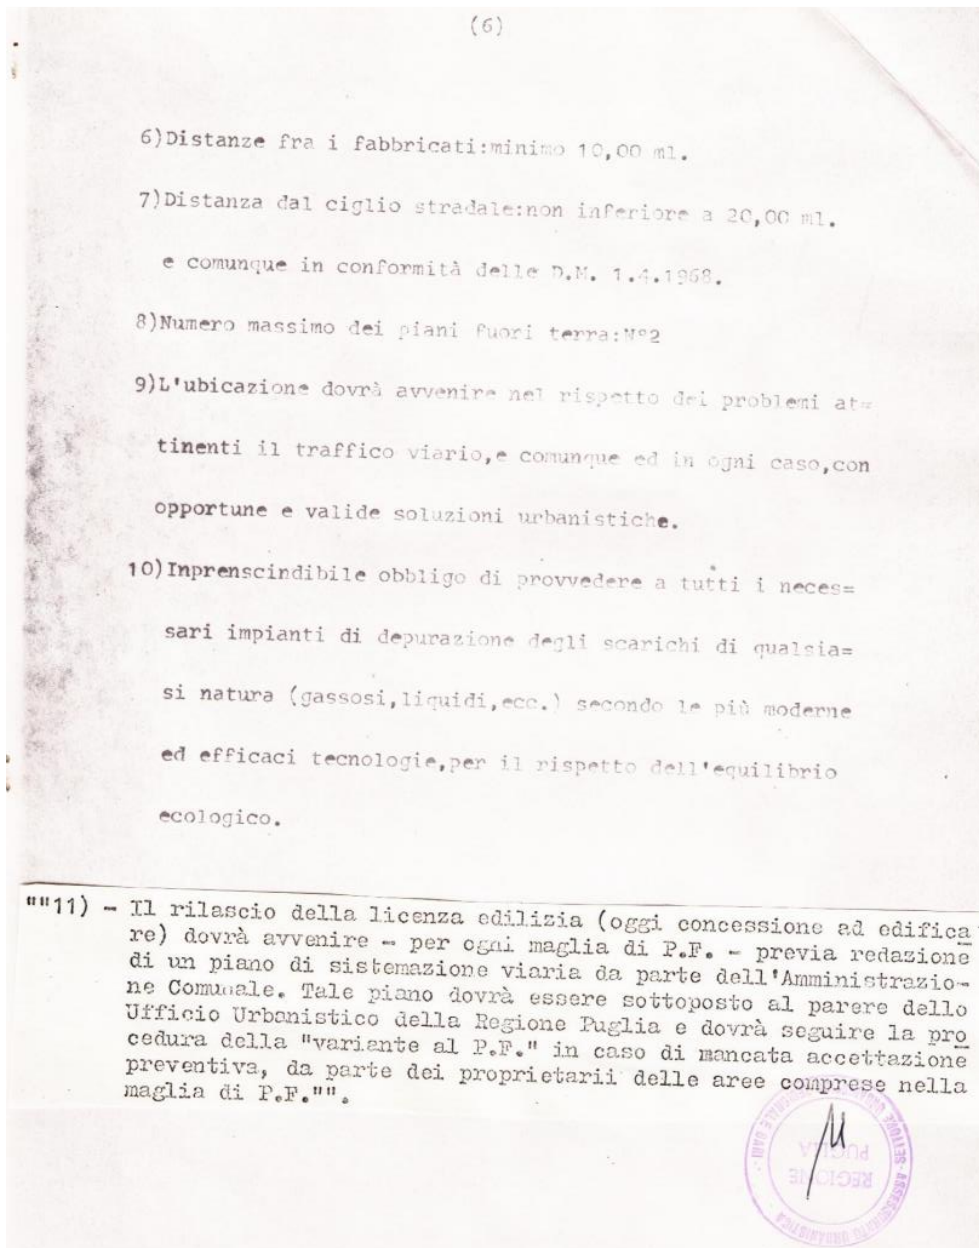 (6)
6)Distanze fra i fabbricati:minimo 10,00 ml.
7)Distanza dal ciglio stradale:non inferiore a 20,00 ml.
e comunque in conformità delle D.M. 1.4.1968.
8)Numero massimo dei piani fuori terra:N°2
9)L'ubicazione dovrà avvenire nel rispetto dei problemi at=
tinenti il traffico viario,e comunque ed in ogni caso,con
opportune e valide soluzioni urbanistiche.
10)Inprenscindibile obbligo di provvedere a tutti i neces=
sari impianti di depurazione degli scarichi di qualsia=
si natura (gassosi,liquidi,ecc.) secondo le più moderne
ed efficaci tecnologie,per il rispetto dell'equilibrio
ecologico.
""11) - Il rilascio della licenza edilizia (oggi concessione ad edifica
re) dovrà avvenire - per ogni maglia di P.F. - previa redazione
di un piano di sistemazione viaria da parte dell'Amministrazio-
ne Comunale. Tale piano dovrà essere sottoposto al parere dello
Ufficio Urbanistico della Regione Puglia e dovrà seguire la pro
cedura della "variante al P.F." in caso di mancata accettazione
preventiva, da parte dei proprietarii delle aree comprese nella
maglia di P.F."".
REGIONE
PUGLIA
ASSESSORATO URBANISTICA
SETTORE